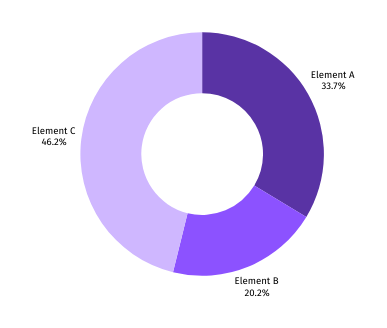 Element A
33.7%
Element C
46.2%
Element B
20.2%